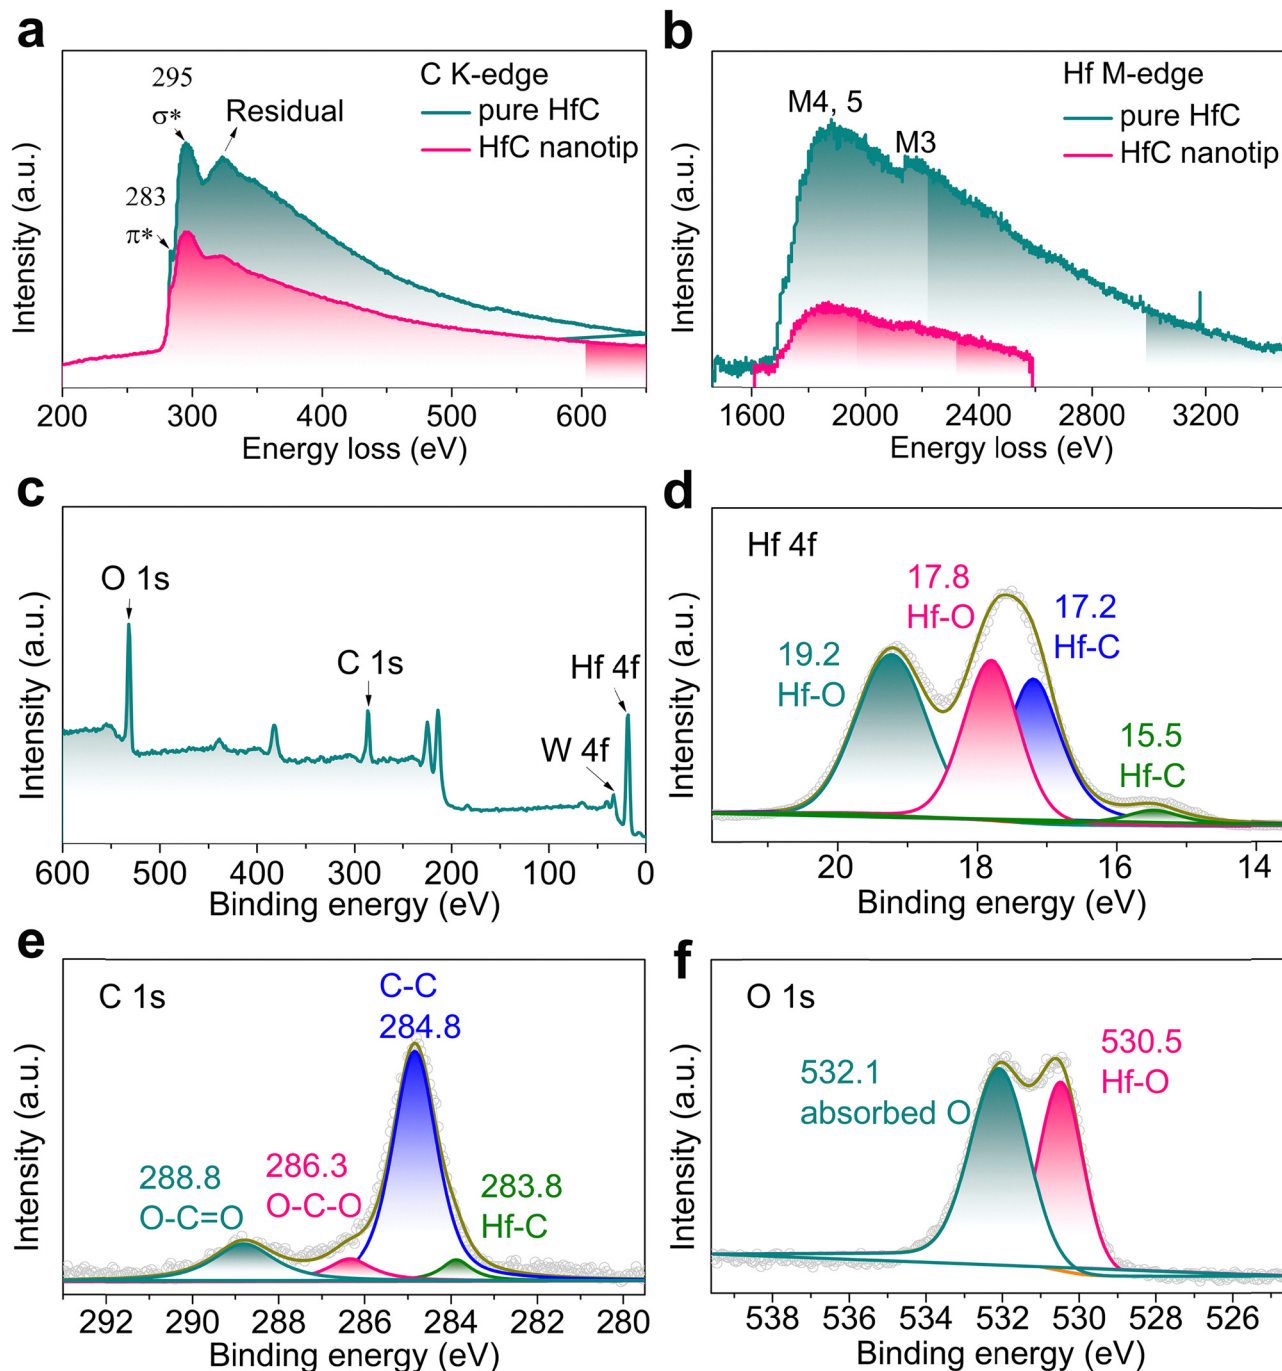 a
295
σ*
283
π*
Residual
C K-edge
pure HfC
HfC nanotip
Intensity (a.u.)
200 300 400 500 600
Energy loss (eV)
b
M4, 5
M3
Hf M-edge
pure HfC
HfC nanotip
Intensity (a.u.)
1600 2000 2400 2800 3200
Energy loss (eV)
c
O 1s
C 1s
Hf 4f
W 4f
Intensity (a.u.)
600 500 400 300 200 100 0
Binding energy (eV)
d
Hf 4f
19.2
Hf-O
17.8
Hf-O
17.2
Hf-C
15.5
Hf-C
Intensity (a.u.)
20 18 16 14
Binding energy (eV)
e
C 1s
C-C
284.8
288.8
O-C=O
286.3
O-C-O
283.8
Hf-C
Intensity (a.u.)
292 290 288 286 284 282 280
Binding energy (eV)
f
O 1s
532.1
absorbed O
530.5
Hf-O
Intensity (a.u.)
538 536 534 532 530 528 526
Binding energy (eV)